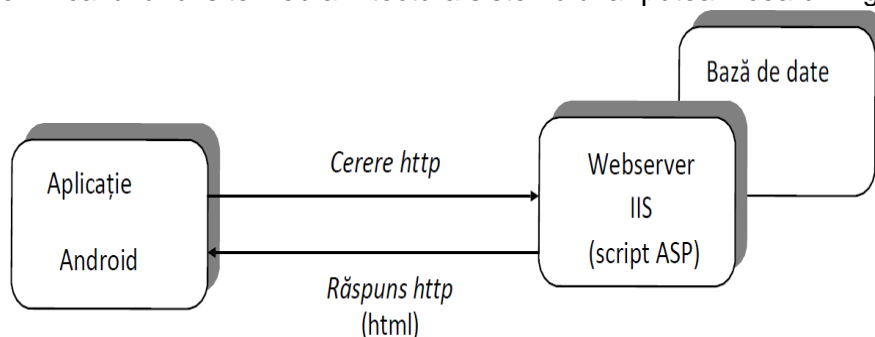 Bază de date
Aplicație
Android
Cerere http
Răspuns http
(html)
Webserver
IIS
(script ASP)